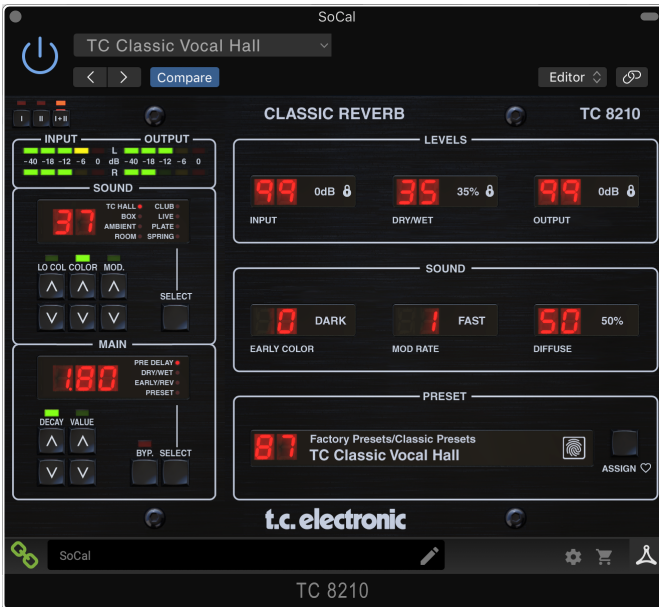 SoCal
TC Classic Vocal Hall
Compare
Editor
I II I+II
CLASSIC REVERB
TC 8210
INPUT OUTPUT
L
-40 -18 -12 -6 0 dB -40 -18 -12 -6 0
R
SOUND
37
TC HALL CLUB
BOX LIVE
AMBIENT PLATE
ROOM SPRING
LO COL COLOR MOD.
SELECT
MAIN
1.80
PRE DELAY
DRY/WET
EARLY/REV
PRESET
DECAY VALUE
BYP. SELECT
LEVELS
99 0dB 35 35% 99 0dB
INPUT DRY/WET OUTPUT
SOUND
0 DARK 1 FAST 50 50%
EARLY COLOR MOD RATE DIFFUSE
PRESET
87
Factory Presets/Classic Presets
TC Classic Vocal Hall
ASSIGN
t.c. electronic
SoCal
TC 8210